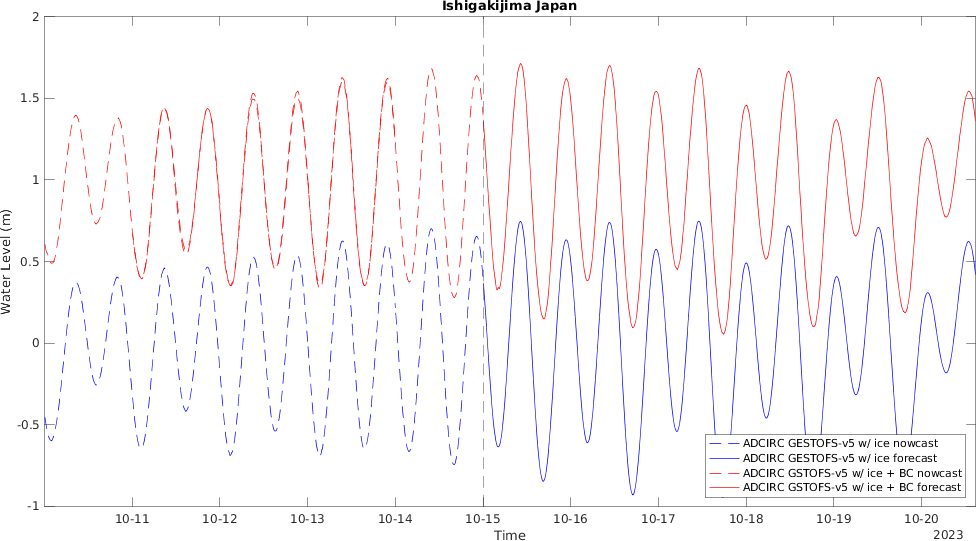 Ishigakijima Japan
2
1.5
1
0.5
0
-0.5
-1
Water Level (m)
10-11 10-12 10-13 10-14 10-15 10-16 10-17 10-18 10-19 10-20
Time
2023
ADCIRC GESTOFS-v5 w/ ice nowcast
ADCIRC GESTOFS-v5 w/ ice forecast
ADCIRC GSTOFS-v5 w/ ice + BC nowcast
ADCIRC GSTOFS-v5 w/ ice + BC forecast